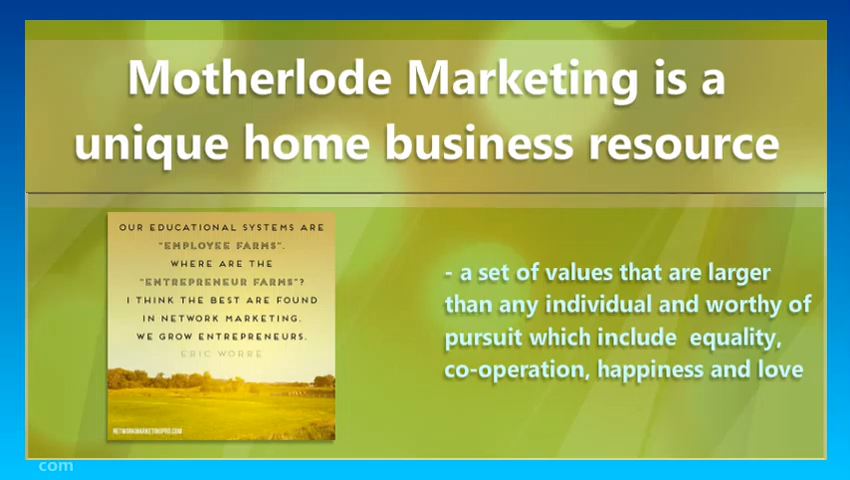 Motherlode Marketing is a
unique home business resource
OUR EDUCATIONAL SYSTEMS ARE
"EMPLOYEE FARMS".
WHERE ARE THE
"ENTREPRENEUR FARMS"?
I THINK THE BEST ARE FOUND
IN NETWORK MARKETING.
WE GROW ENTREPRENEURS.
ERIC WORRE
NETWORKMARKETINGPRO.COM
- a set of values that are larger
than any individual and worthy of
pursuit which include  equality,
co-operation, happiness and love
com